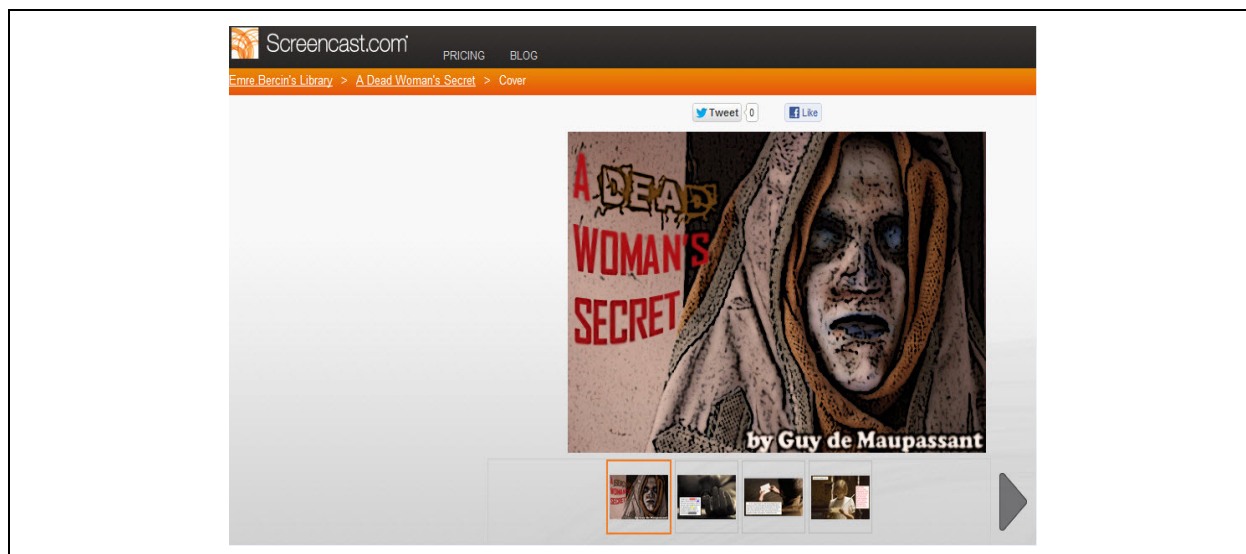 Screencast.com
PRICING BLOG
Emre.Bercin's Library > A Dead Woman's Secret > Cover
Tweet 0 Like
A DEAD
WOMAN'S
SECRET
by Guy de Maupassant